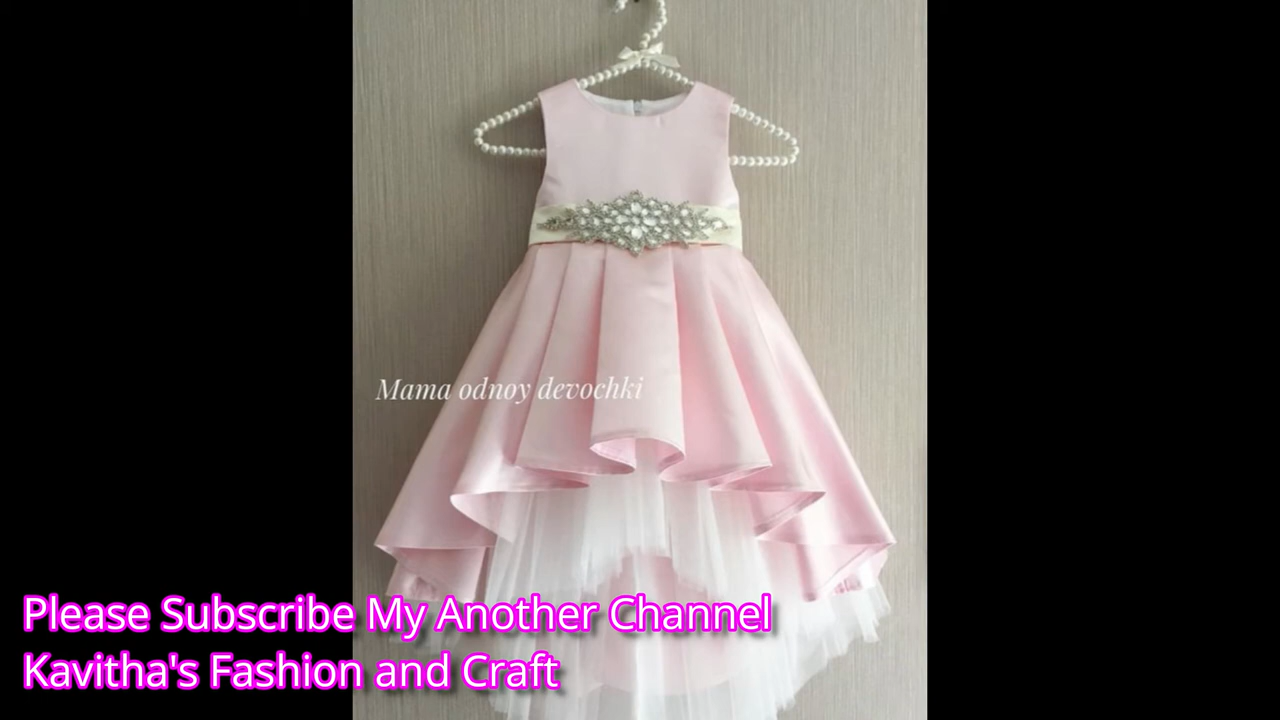 Mama odnoy devochki
Please Subscribe My Another Channel
Kavitha's Fashion and Craft